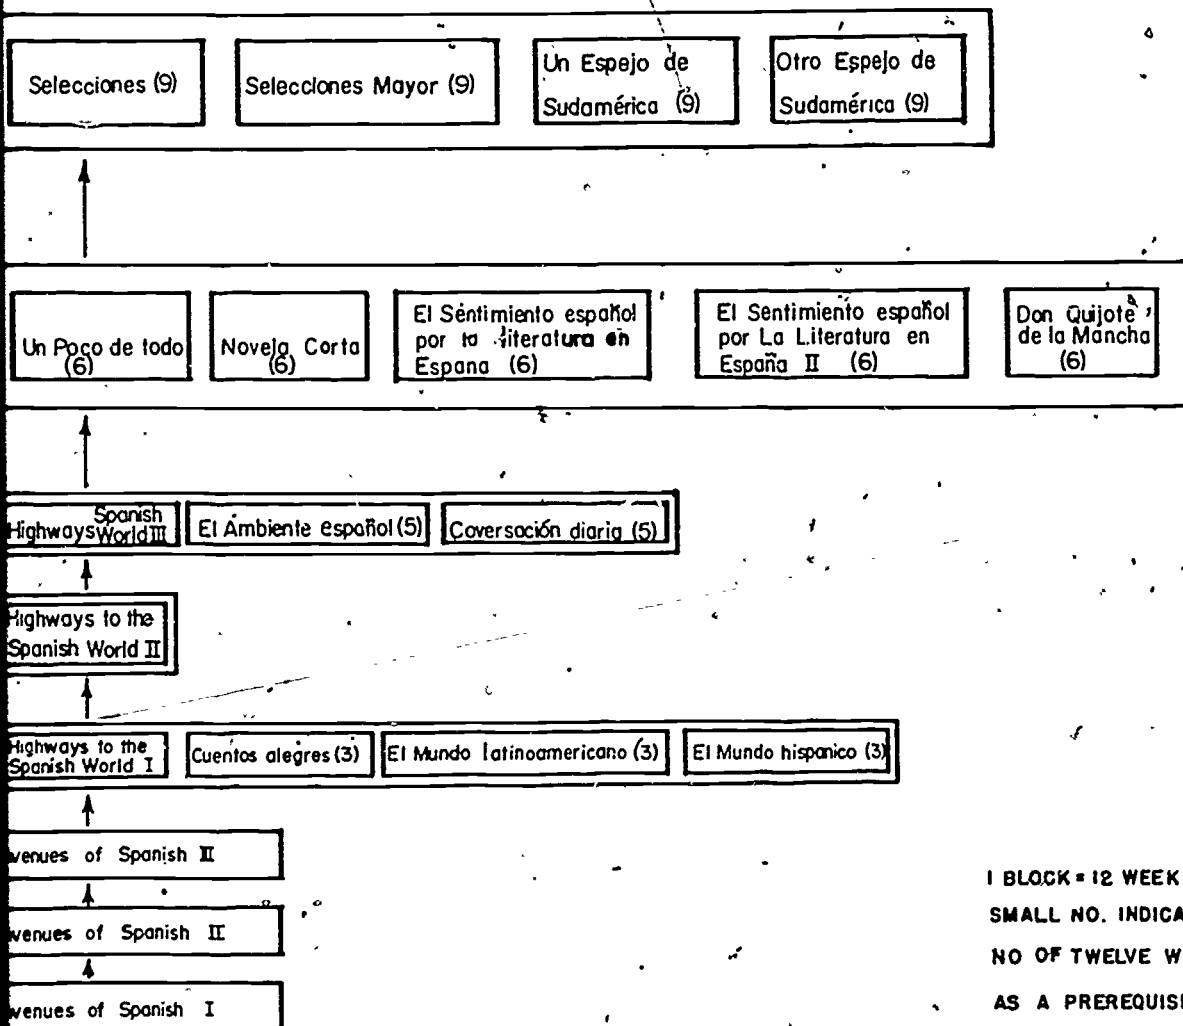 Selecciones (9)
Selecciones Mayor (9)
Un Espejo de
Sudamérica (9)
Otro Espejo de
Sudamérica (9)
Un Poco de todo
(6)
Novela Corta
(6)
El Sentimiento español
por la literatura en
Espana (6)
El Sentimiento español
por La Literatura en
España II (6)
Don Quijote
de la Mancha
(6)
Highways Spanish
World III
El Ambiente español (5)
Coversación diaria (5)
Highways to the
Spanish World II
Highways to the
Spanish World I
Cuentos alegres (3)
El Mundo latinoamericano (3)
El Mundo hispanico (3)
venues of Spanish III
venues of Spanish II
venues of Spanish I
1 BLOCK = 12 WEEK
SMALL NO. INDICA
NO OF TWELVE W
AS A PREREQUIS